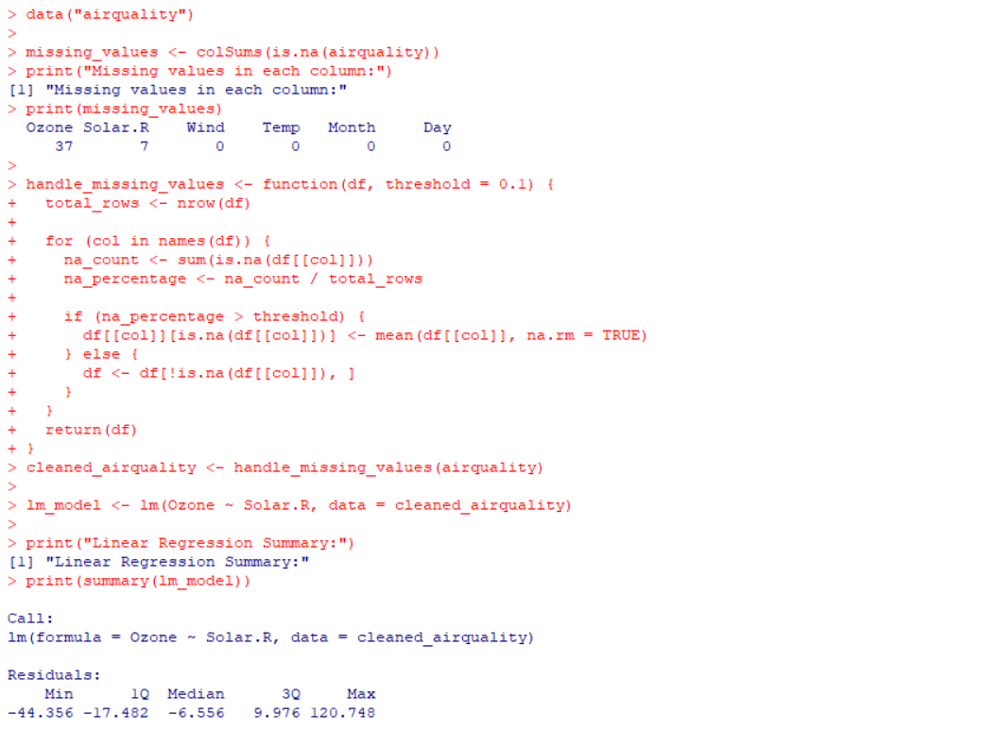 > data("airquality")
>
> missing_values <- colSums(is.na(airquality))
> print("Missing values in each column:")
[1] "Missing values in each column:"
> print(missing_values)
  Ozone Solar.R    Wind    Temp   Month     Day
     37       7       0       0       0       0
>
> handle_missing_values <- function(df, threshold = 0.1) {
+   total_rows <- nrow(df)
+
+   for (col in names(df)) {
+     na_count <- sum(is.na(df[[col]]))
+     na_percentage <- na_count / total_rows
+
+     if (na_percentage > threshold) {
+       df[[col]][is.na(df[[col]])] <- mean(df[[col]], na.rm = TRUE)
+     } else {
+       df <- df[!is.na(df[[col]]), ]
+     }
+   }
+   return(df)
+ }
> cleaned_airquality <- handle_missing_values(airquality)
>
> lm_model <- lm(Ozone ~ Solar.R, data = cleaned_airquality)
>
> print("Linear Regression Summary:")
[1] "Linear Regression Summary:"
> print(summary(lm_model))

Call:
lm(formula = Ozone ~ Solar.R, data = cleaned_airquality)

Residuals:
    Min      1Q  Median      3Q     Max
-44.356 -17.482  -6.556   9.976 120.748